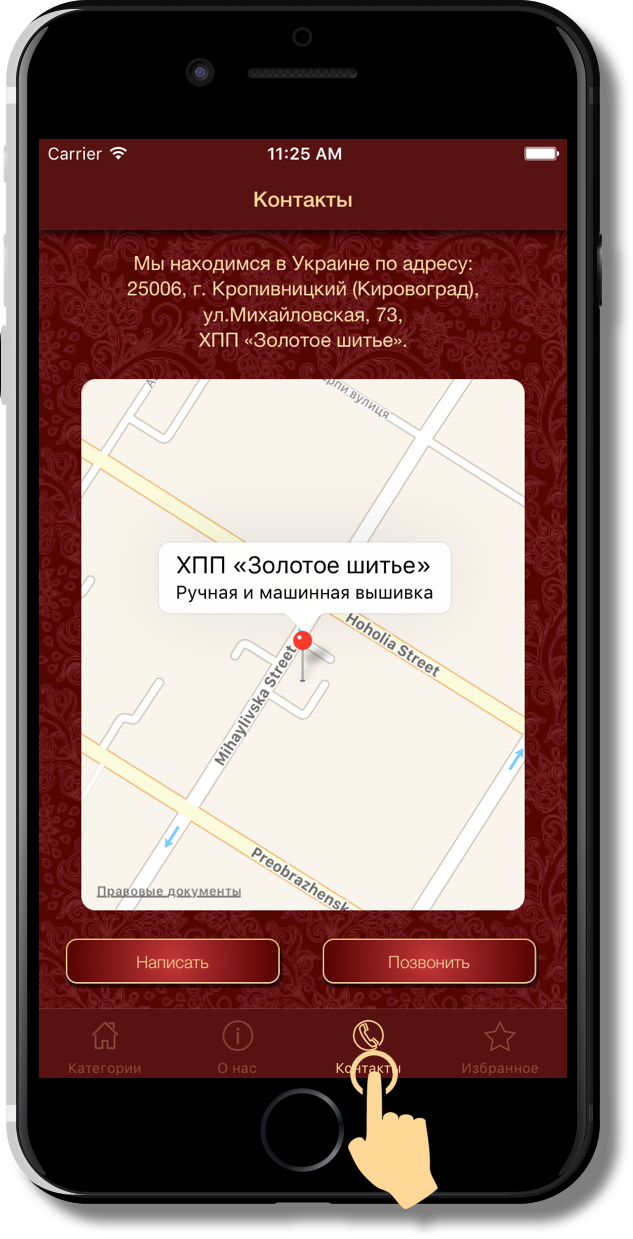 Carrier 11:25 AM
Контакты
Мы находимся в Украине по адресу:
25006, г. Кропивницкий (Кировоград),
ул.Михайловская, 73,
ХПП «Золотое шитье».
вулиця
ХПП «Золотое шитье»
Ручная и машинная вышивка
Hoholia Street
Mihaylivska Street
Preobrazhensk
Правовые документы
Написать Позвонить
Категории О нас Контакты Избранное